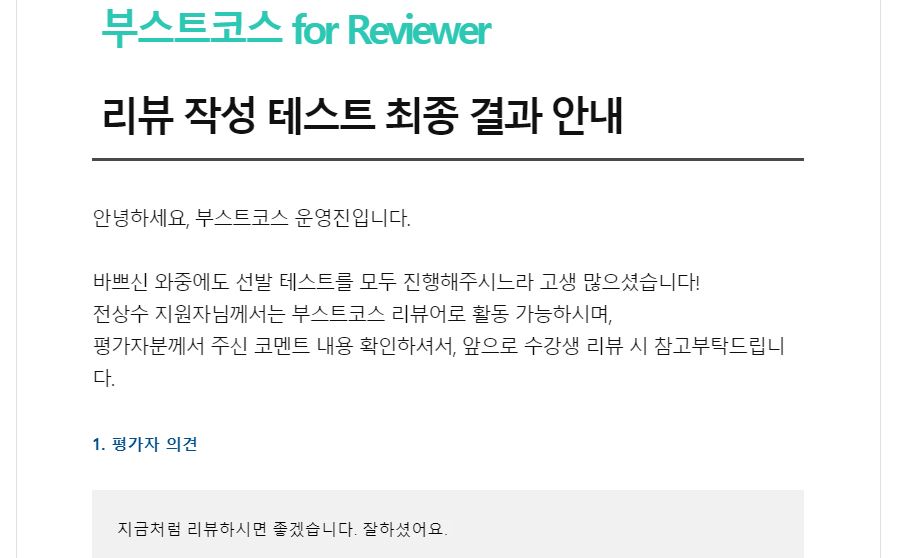 부스트코스 for Reviewer
리뷰 작성 테스트 최종 결과 안내
안녕하세요, 부스트코스 운영진입니다.
바쁘신 와중에도 선발 테스트를 모두 진행해주시느라 고생 많으셨습니다!
전상수 지원자님께서는 부스트코스 리뷰어로 활동 가능하시며,
평가자분께서 주신 코멘트 내용 확인하셔서, 앞으로 수강생 리뷰 시 참고부탁드립니
다.
1. 평가자 의견
지금처럼 리뷰하시면 좋겠습니다. 잘하셨어요.